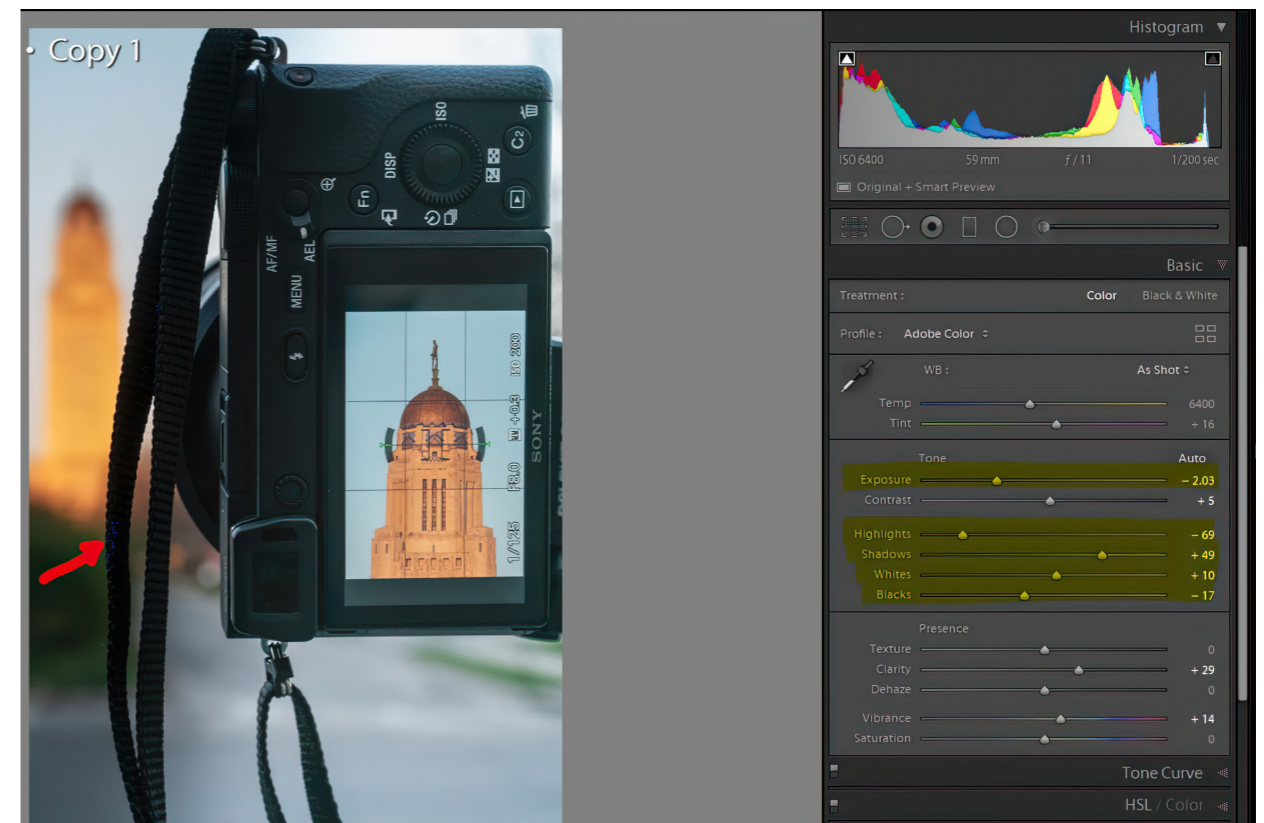 • Copy 1
ISO
C2
DISP
Fn
AF/MF
AEL
MENU
ISO 200
+0.3
F8.0
1/125
SONY
Histogram
ISO 6400 59 mm ƒ / 11 1/200 sec
Original + Smart Preview
Basic
Treatment : Color Black & White
Profile : Adobe Color
WB : As Shot
Temp 6400
Tint + 16
Tone Auto
Exposure − 2.03
Contrast + 5
Highlights − 69
Shadows + 49
Whites + 10
Blacks − 17
Presence
Texture 0
Clarity + 29
Dehaze 0
Vibrance + 14
Saturation 0
Tone Curve
HSL / Color